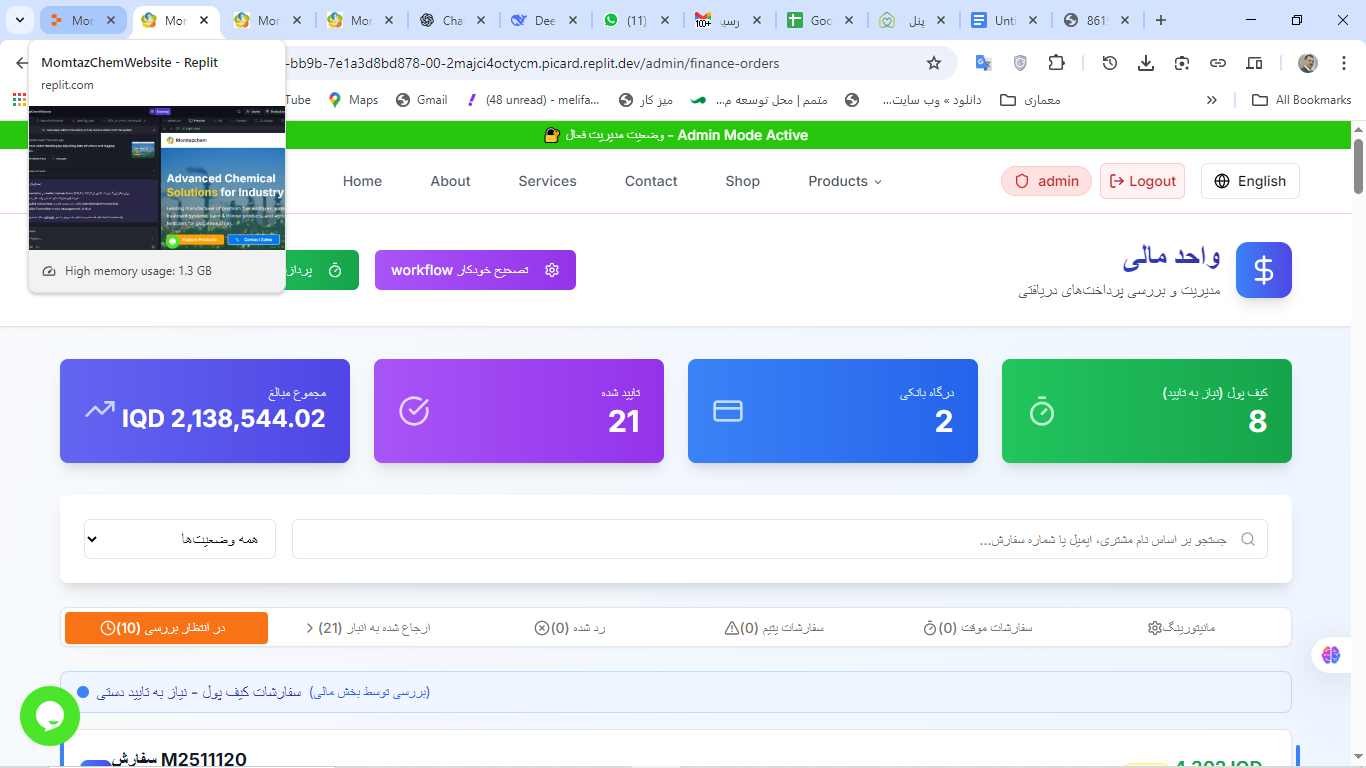 Mor
Mor
Mor
Mor
Cha
Dee
(11)
رسید
Goo
پنل
Unti
8615
MomtazChemWebsite - Replit
replit.com
High memory usage: 1.3 GB
-bb9b-7e1a3d8bd878-00-2majci4octycm.picard.replit.dev/admin/finance-orders
Tube
Maps
Gmail
(48 unread) - melifa...
میز کار
متمم | محل توسعه م...
دانلود » وب سایت...
معماری
»
All Bookmarks
وضعیت مدیریت فعال - Admin Mode Active
Momtazchem
Advanced Chemical
Solutions for Industry
Explore Products
Contact Sales
Home
About
Services
Contact
Shop
Products
admin
Logout
English
واحد مالی
مدیریت و بررسی پرداخت‌های دریافتی
تصحیح خودکار workflow
کیف پول (نیاز به تایید)
8
درگاه بانکی
2
تایید شده
21
مجموع مبالغ
IQD 2,138,544.02
جستجو بر اساس نام مشتری، ایمیل یا شماره سفارش...
همه وضعیت‌ها
مانیتورینگ
سفارشات موقت (0)
سفارشات یتیم (0)
رد شده (0)
ارجاع شده به انبار (21)
در انتظار بررسی (10)
سفارشات کیف پول - نیاز به تایید دستی (بررسی توسط بخش مالی)
سفارش M2511120
4,302 IQD